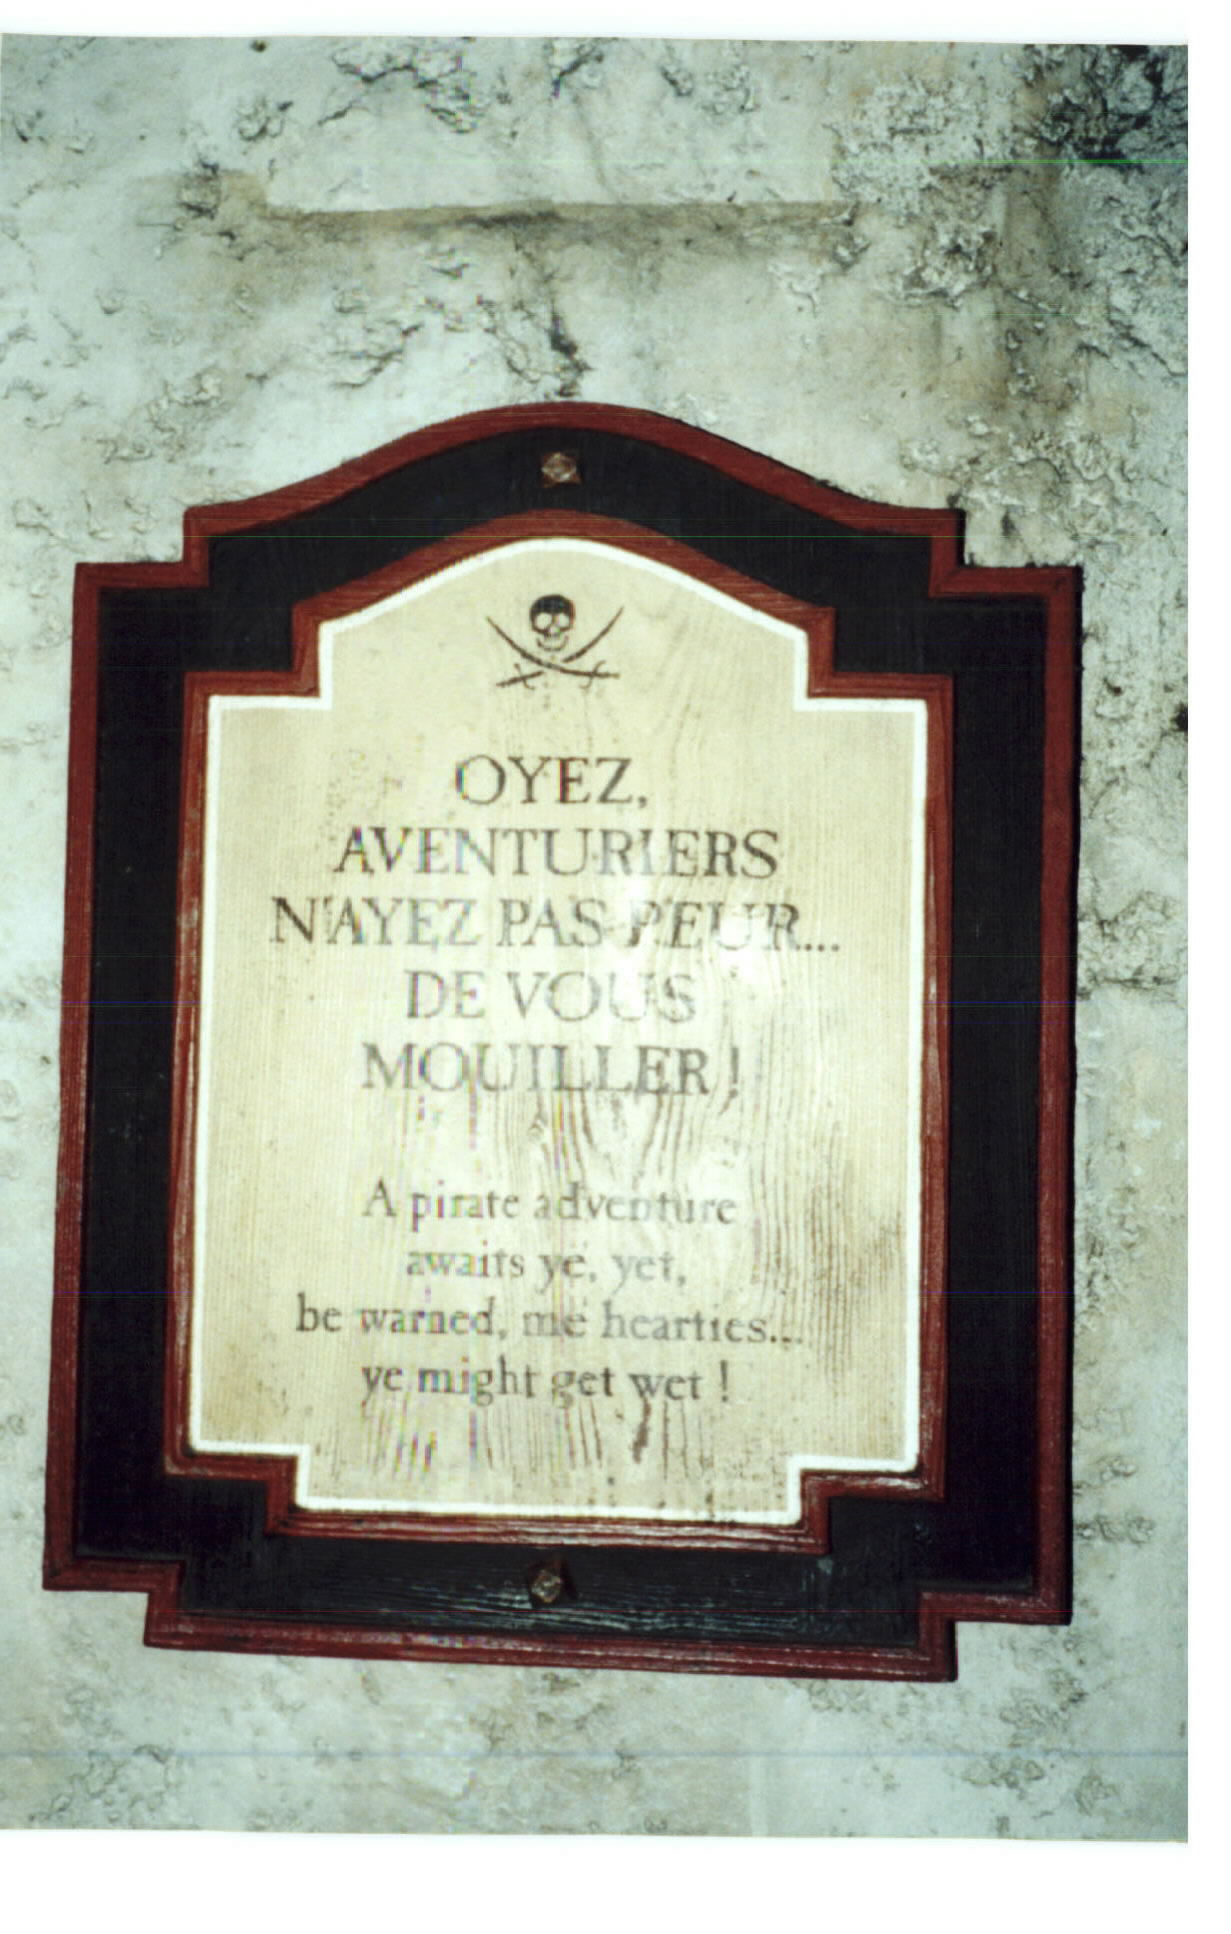 OYEZ,
AVENTURIERS
N'AYEZ PAS PEUR...
DE VOUS
MOUILLER !
A pirate adventure
awaits ye, yet,
be warned, me hearties...
ye might get wet !